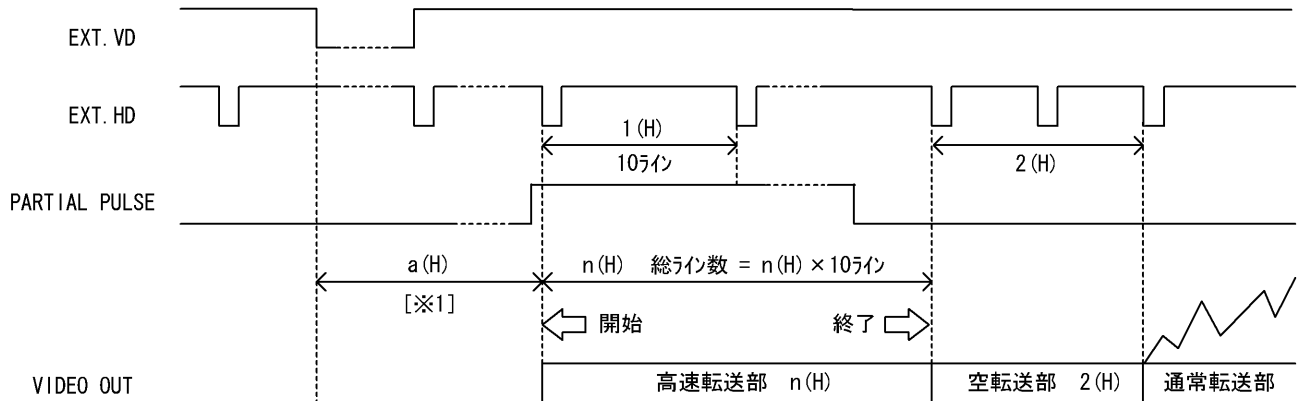 EXT. VD
EXT. HD
1(H)
10ライン
2(H)
PARTIAL PULSE
a(H)
[※1]
n(H) 総ライン数 = n(H)×10ライン
開始
終了
VIDEO OUT
高速転送部 n(H)
空転送部 2(H)
通常転送部